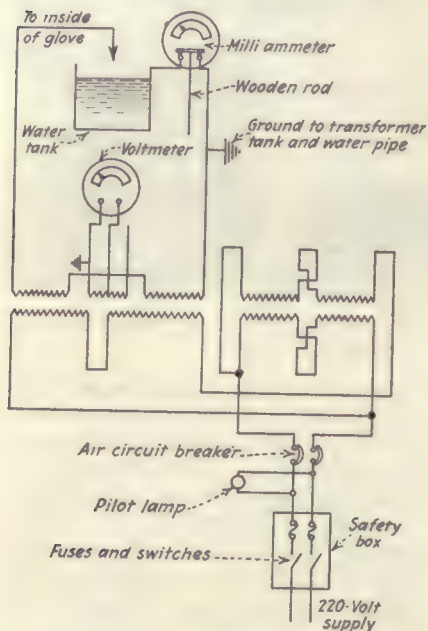 To inside
of glove
Milli ammeter
Wooden rod
Water
tank
Voltmeter
Ground to transformer
tank and water pipe
Air circuit breaker
Pilot lamp
Fuses and switches
Safety
box
220-Volt
supply